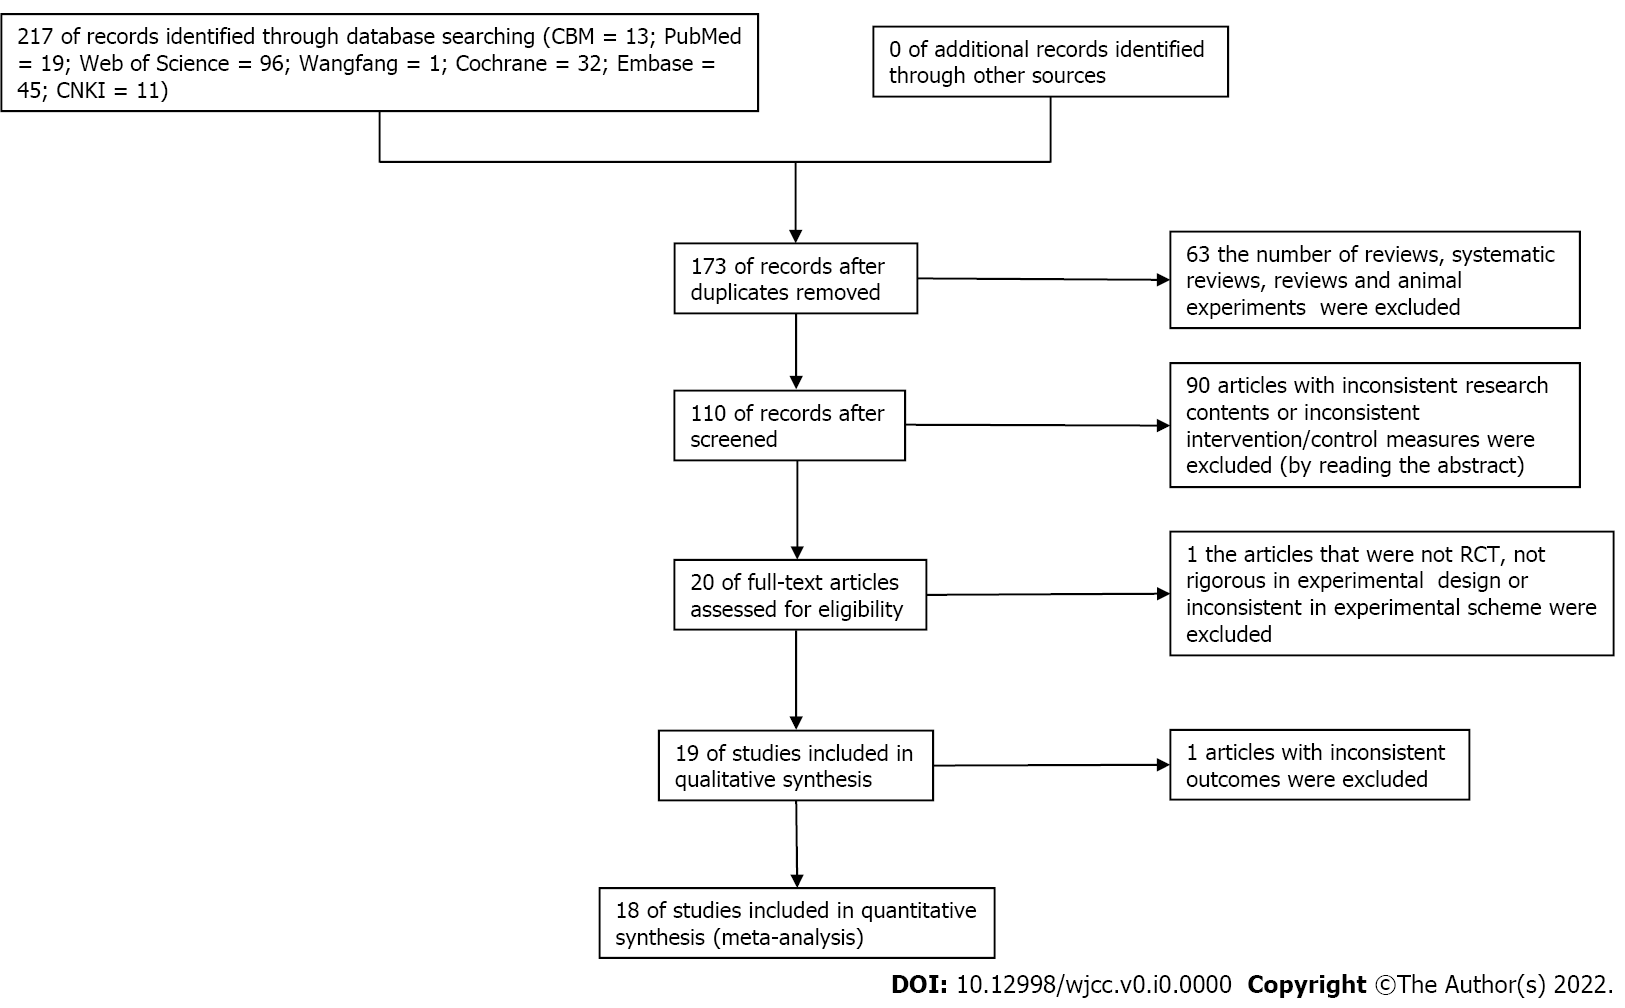 217 of records identified through database searching (CBM = 13; PubMed
= 19; Web of Science = 96; Wangfang = 1; Cochrane = 32; Embase =
45; CNKI = 11)
0 of additional records identified
through other sources
173 of records after
duplicates removed
63 the number of reviews, systematic
reviews, reviews and animal
experiments  were excluded
110 of records after
screened
90 articles with inconsistent research
contents or inconsistent
intervention/control measures were
excluded (by reading the abstract)
20 of full-text articles
assessed for eligibility
1 the articles that were not RCT, not
rigorous in experimental  design or
inconsistent in experimental scheme were
excluded
19 of studies included in
qualitative synthesis
1 articles with inconsistent
outcomes were excluded
18 of studies included in quantitative
synthesis (meta-analysis)
DOI: 10.12998/wjcc.v0.i0.0000  Copyright ©The Author(s) 2022.